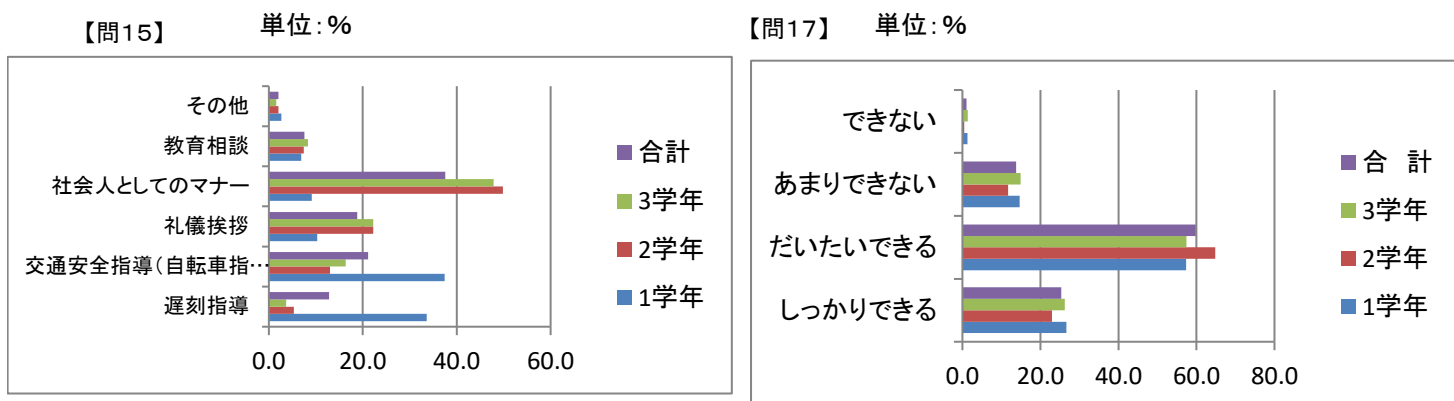 【問15】 単位:%
その他
教育相談
社会人としてのマナー
礼儀挨拶
交通安全指導(自転車指…
遅刻指導
0.0 20.0 40.0 60.0
合計
3学年
2学年
1学年
【問17】 単位:%
できない
あまりできない
だいたいできる
しっかりできる
0.0 20.0 40.0 60.0 80.0
合 計
3学年
2学年
1学年